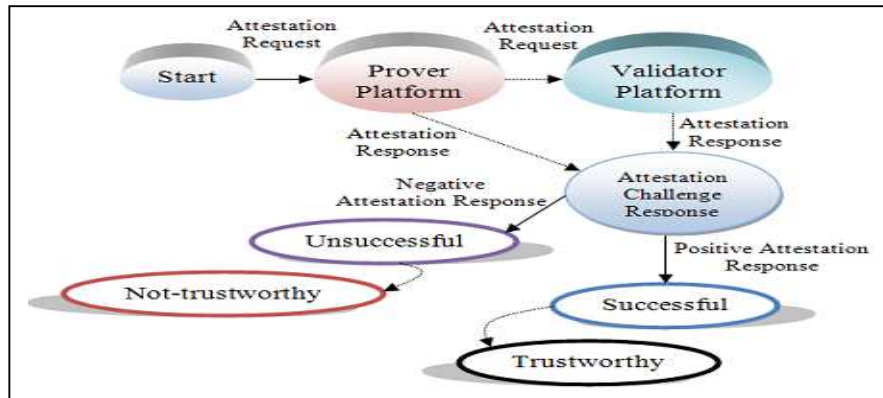 Attestation
Request
Attestation
Request
Start
Prover
Platform
Validator
Platform
Attestation
Response
Attestation
Response
Negative
Attestation Response
Attestation
Challenge
Response
Unsuccessful
Positive Attestation
Response
Not-trustworthy
Successful
Trustworthy